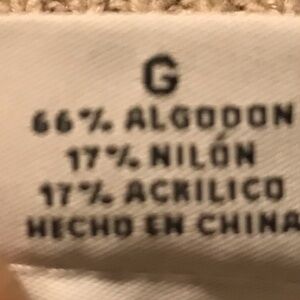 G
66% ALGODON
17% NILÓN
17% ACRILICO
HECHO EN CHINA